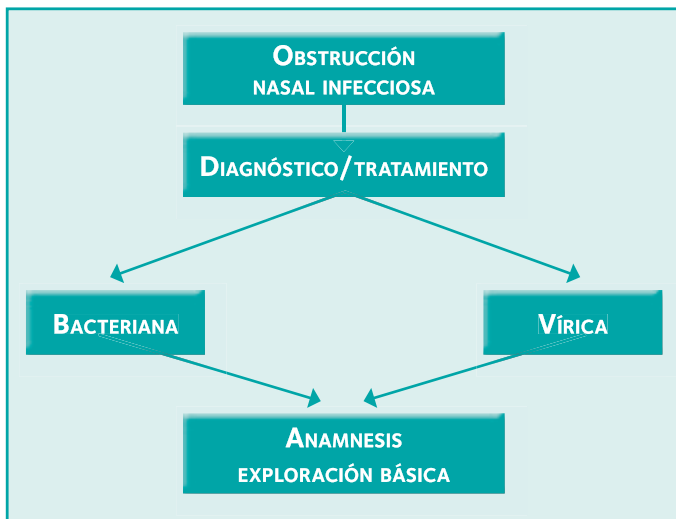 Obstrucción
nasal infecciosa
Diagnóstico/tratamiento
Bacteriana
Vírica
Anamnesis
exploración básica